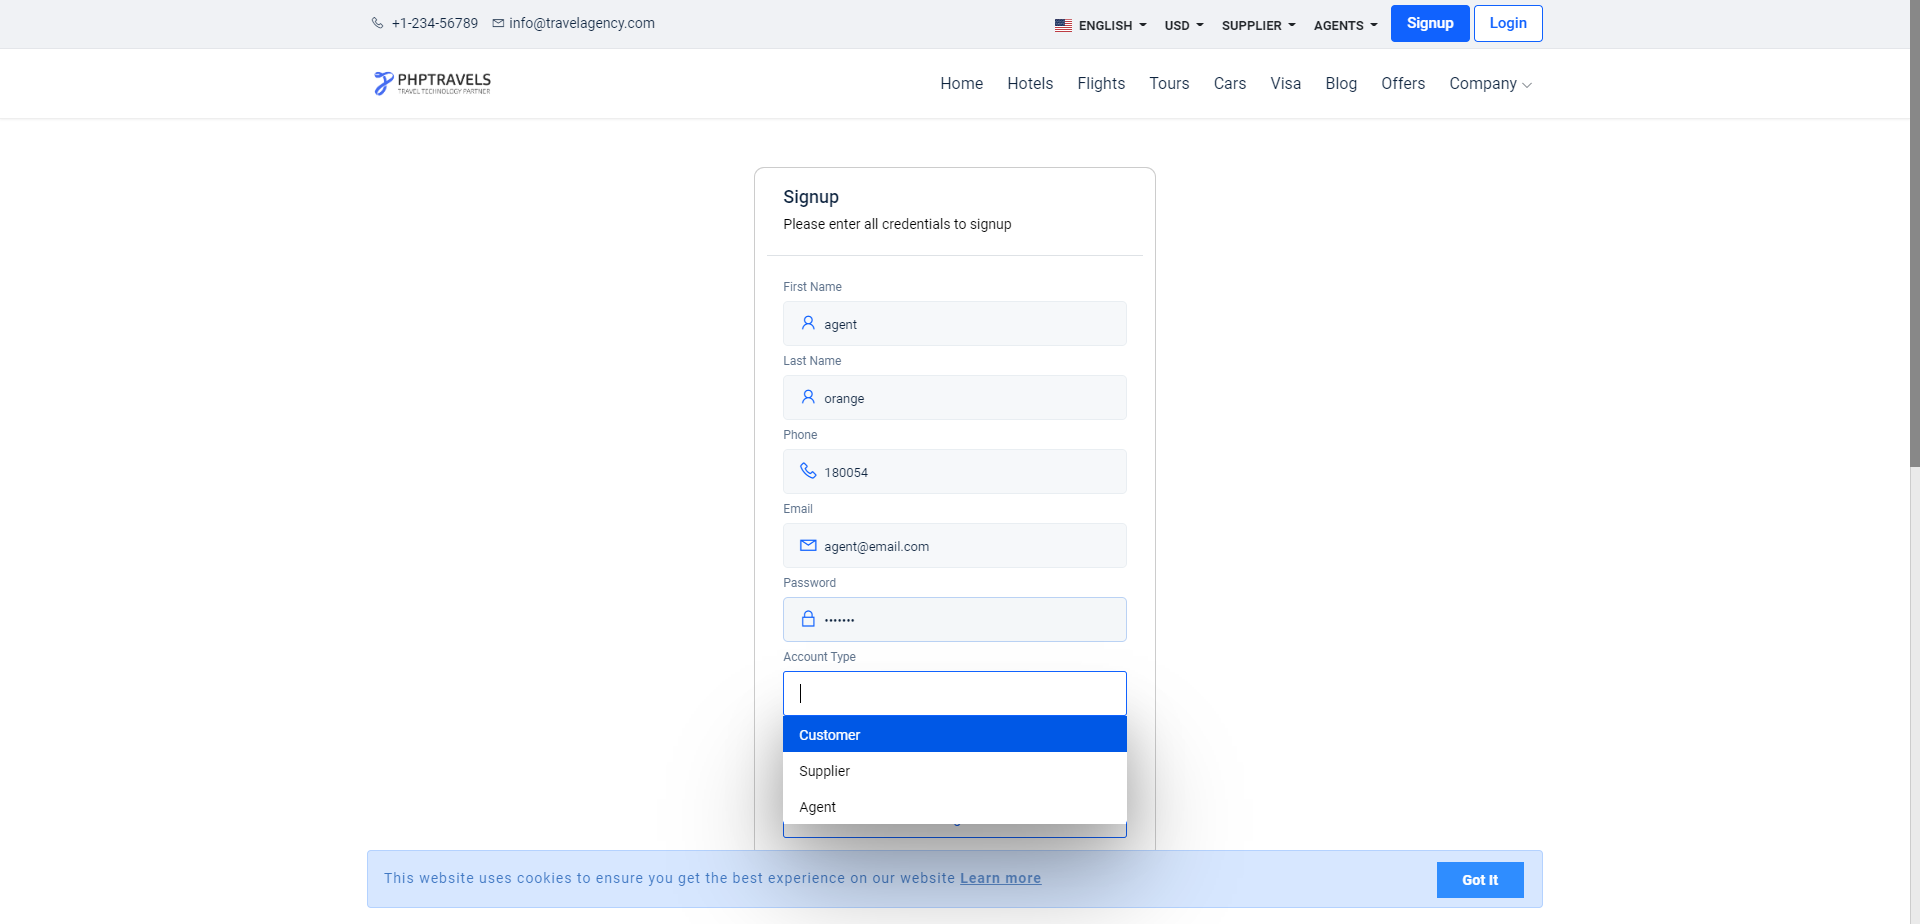 +1-234-56789 info@travelagency.com ENGLISH USD SUPPLIER AGENTS Signup Login
PHPTRAVELS
TRAVEL TECHNOLOGY PARTNER
Home Hotels Flights Tours Cars Visa Blog Offers Company
Signup
Please enter all credentials to signup
First Name
agent
Last Name
orange
Phone
180054
Email
agent@email.com
Password
•••••••
Account Type
Customer
Supplier
Agent
This website uses cookies to ensure you get the best experience on our website Learn more Got It